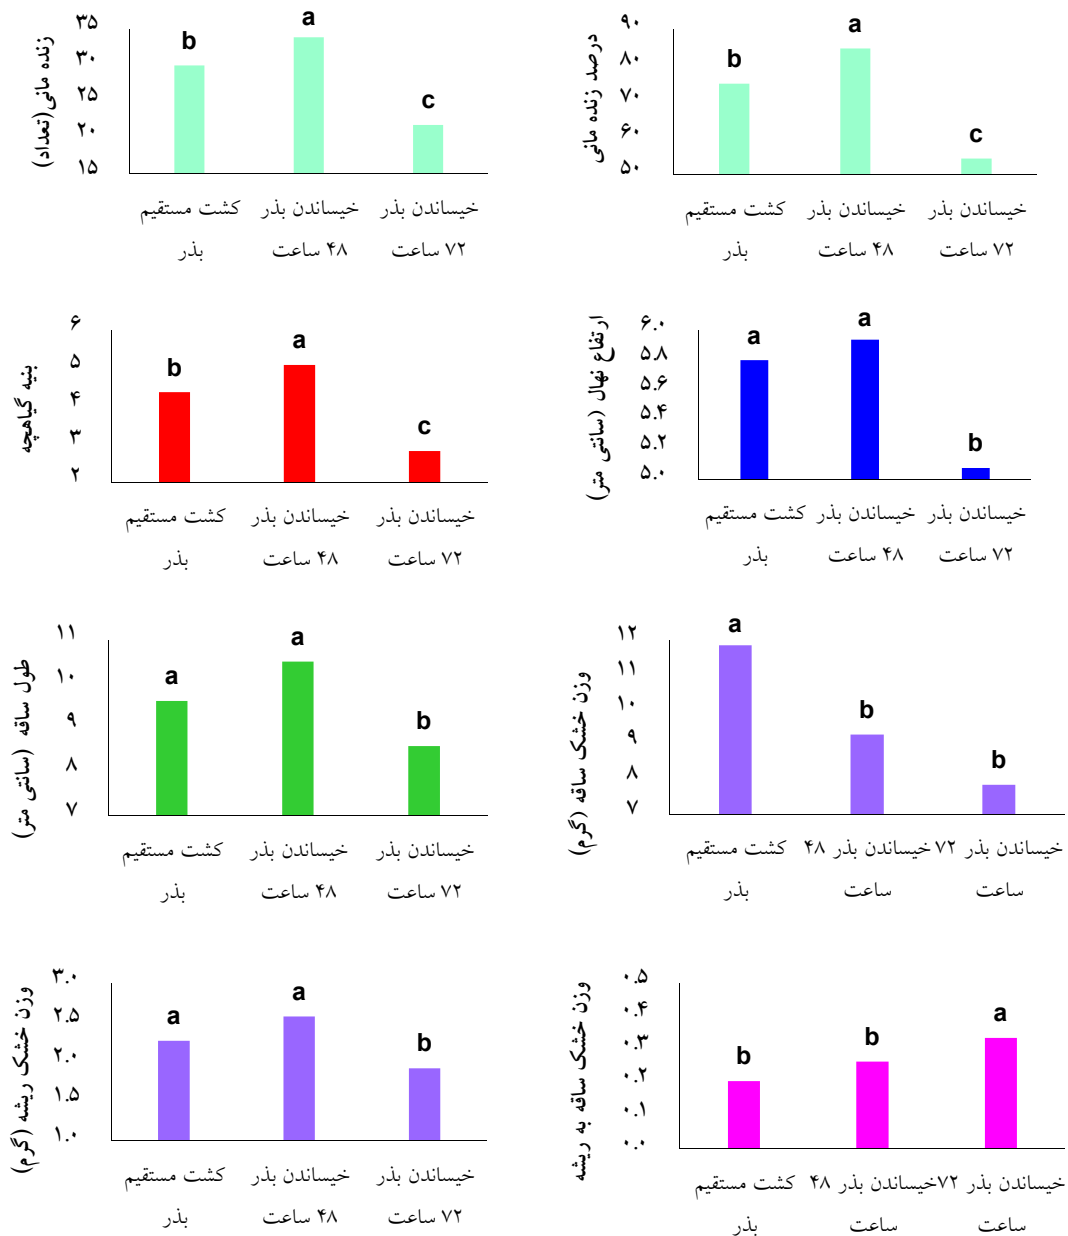 زنده مانی(تعداد)
۳۵
۳۰
۲۵
۲۰
۱۵
b
a
c
کشت مستقیم بذر
خیساندن بذر ۴۸ ساعت
خیساندن بذر ۷۲ ساعت
درصد زنده مانی
۹۰
۸۰
۷۰
۶۰
۵۰
b
a
c
کشت مستقیم بذر
خیساندن بذر ۴۸ ساعت
خیساندن بذر ۷۲ ساعت
بنیه گیاهچه
۶
۵
۴
۳
۲
b
a
c
کشت مستقیم بذر
خیساندن بذر ۴۸ ساعت
خیساندن بذر ۷۲ ساعت
ارتفاع نهال (سانتی متر)
۶.۰
۵.۸
۵.۶
۵.۴
۵.۲
۵.۰
a
a
b
کشت مستقیم بذر
خیساندن بذر ۴۸ ساعت
خیساندن بذر ۷۲ ساعت
طول ساقه (سانتی متر)
۱۱
۱۰
۹
۸
۷
a
a
b
کشت مستقیم بذر
خیساندن بذر ۴۸ ساعت
خیساندن بذر ۷۲ ساعت
وزن خشک ساقه (گرم)
۱۲
۱۱
۱۰
۹
۸
۷
a
b
b
کشت مستقیم بذر
خیساندن بذر ۴۸ ساعت
خیساندن بذر ۷۲ ساعت
وزن خشک ریشه (گرم)
۳.۰
۲.۵
۲.۰
۱.۵
۱.۰
a
a
b
کشت مستقیم بذر
خیساندن بذر ۴۸ ساعت
خیساندن بذر ۷۲ ساعت
وزن خشک ساقه به ریشه
۰.۵
۰.۴
۰.۳
۰.۲
۰.۱
۰.۰
b
b
a
کشت مستقیم بذر
خیساندن بذر ۴۸ ساعت
خیساندن بذر ۷۲ ساعت